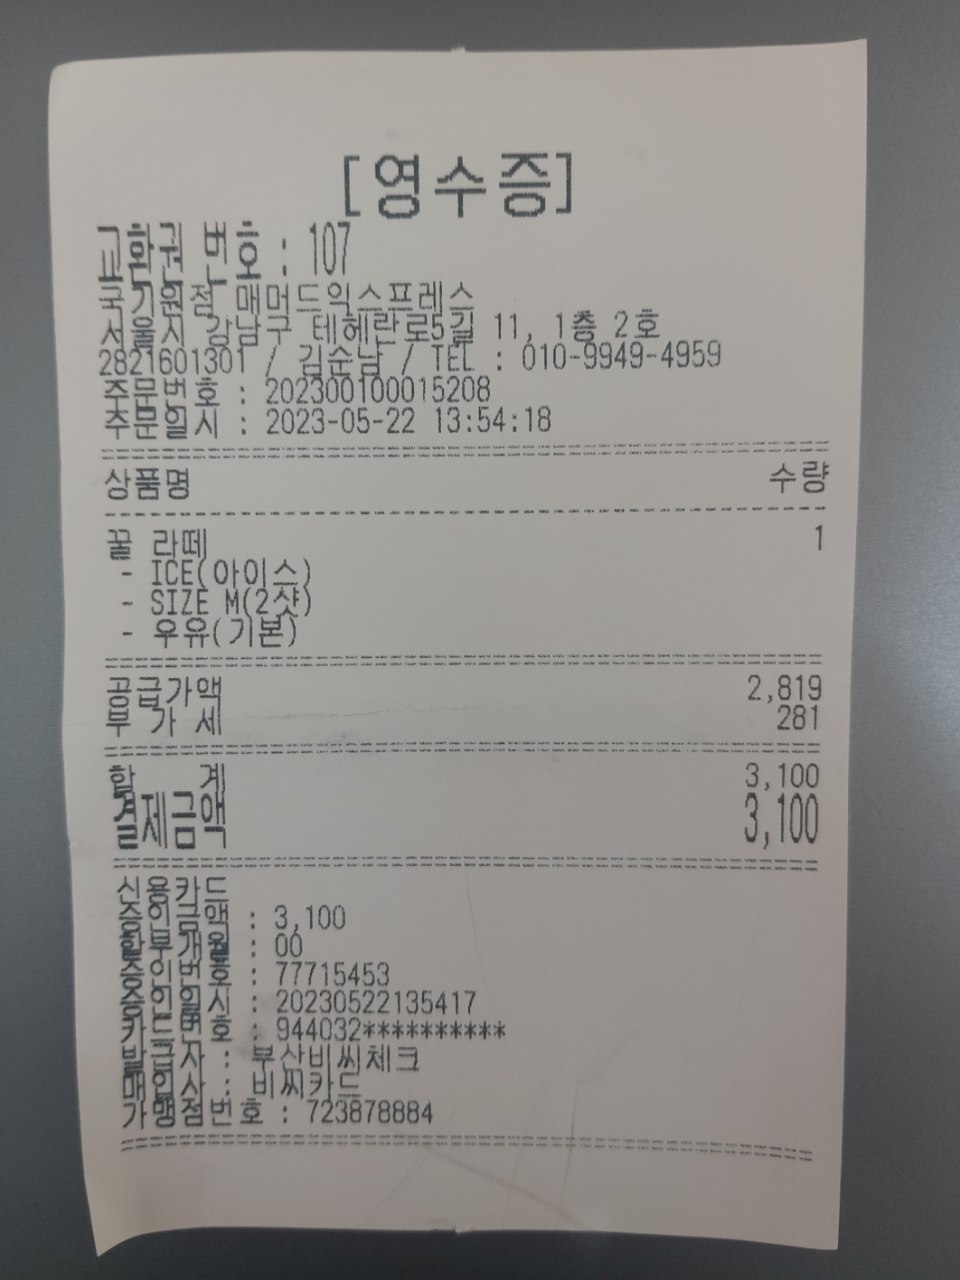 [영수증]
교환권 번호 : 107
국기원점 매머드익스프레스
서울시 강남구 테헤란로5길 11, 1층 2호
2821601301 / 김순남 / TEL : 010-9949-4959
주문번호 : 202300100015208
주문일시 : 2023-05-22 13:54:18
상품명 수량
꿀 라떼 1
- ICE(아이스)
- SIZE M(2샷)
- 우유(기본)
공급가액 2,819
부 가 세 281
합 계 3,100
결제금액 3,100
신용카드
승인금액 : 3,100
할부개월 : 00
승인번호 : 77715453
승인일시 : 20230522135417
카드번호 : 944032**********
발급사 : 부산비씨체크
매입사 : 비씨카드
가맹점번호 : 723878884